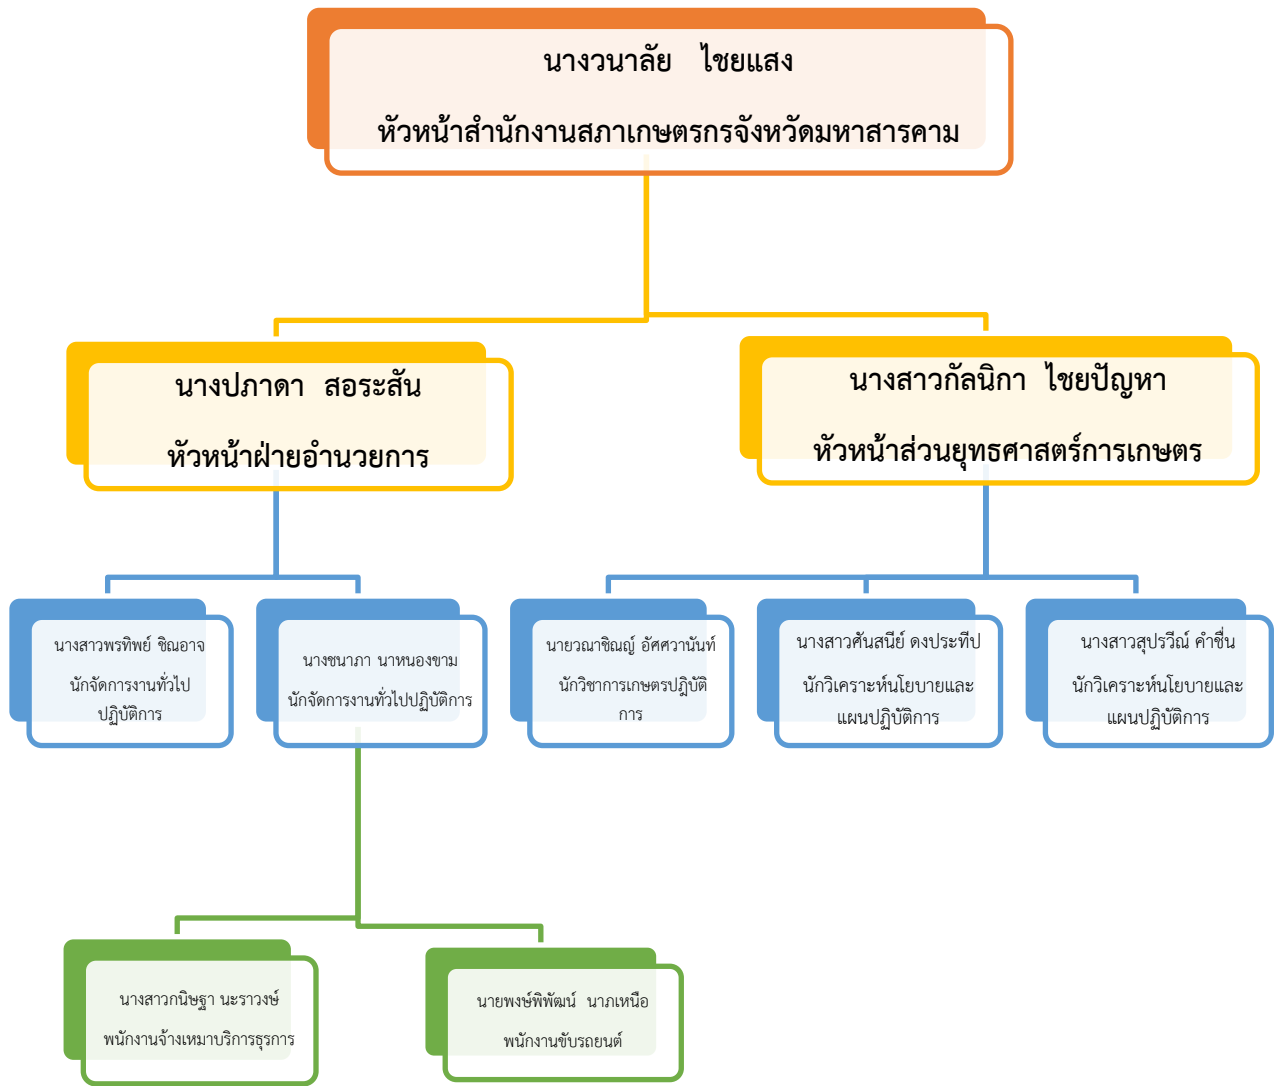 นางวนาลัย ไชยแสง
หัวหน้าสำนักงานสภาเกษตรกรจังหวัดมหาสารคาม
นางปภาดา สอระสัน
หัวหน้าฝ่ายอำนวยการ
นางสาวกัลนิกา ไชยปัญหา
หัวหน้าส่วนยุทธศาสตร์การเกษตร
นางสาวพรทิพย์ ชิณอาจ
นักจัดการงานทั่วไป
ปฏิบัติการ
นางชนาภา นาหนองขาม
นักจัดการงานทั่วไปปฏิบัติการ
นายวณาชิณญ์ อัศศวานันท์
นักวิชาการเกษตรปฎิบัติ
การ
นางสาวศันสนีย์ ดงประทีป
นักวิเคราะห์นโยบายและ
แผนปฏิบัติการ
นางสาวสุปรวีณ์ คำชื่น
นักวิเคราะห์นโยบายและ
แผนปฏิบัติการ
นางสาวกนิษฐา นะราวงษ์
พนักงานจ้างเหมาบริการธุรการ
นายพงษ์พิพัฒน์ นาภเหนือ
พนักงานขับรถยนต์